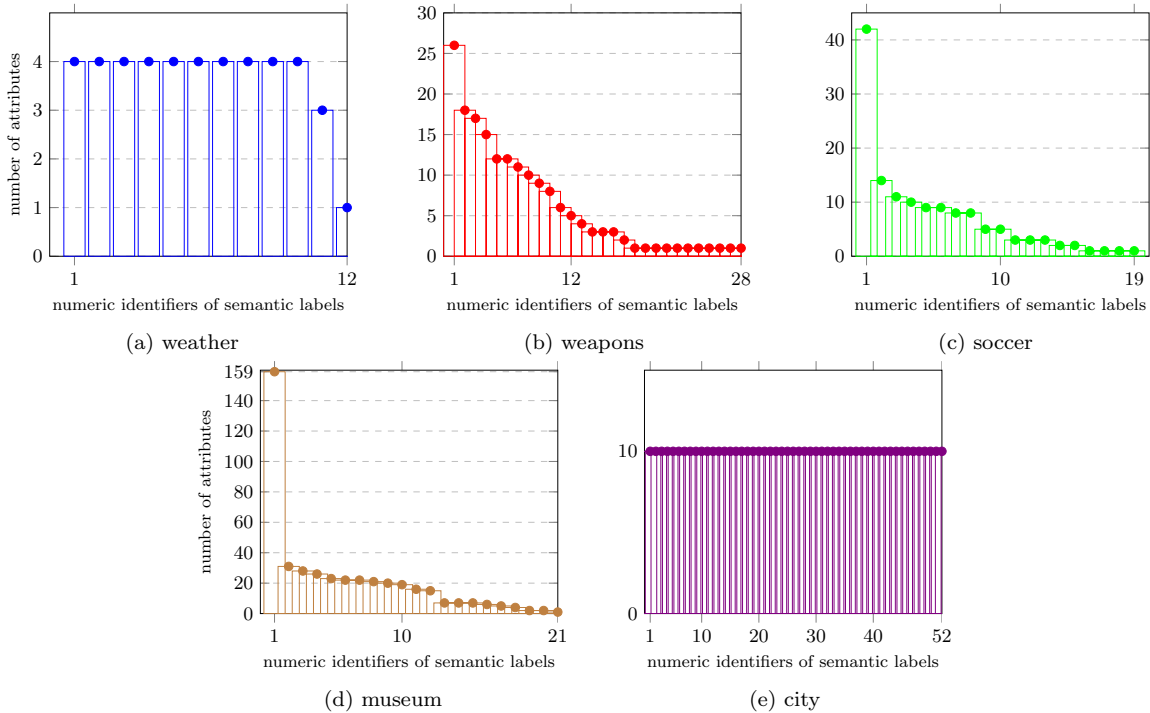 number of attributes
4
3
2
1
0
1 12
numeric identifiers of semantic labels
(a) weather
30
25
20
15
10
5
0
1 12 28
numeric identifiers of semantic labels
(b) weapons
40
30
20
10
0
1 10 19
numeric identifiers of semantic labels
(c) soccer
number of attributes
159
140
120
100
80
60
40
20
0
1 10 21
numeric identifiers of semantic labels
(d) museum
10
0
1 10 20 30 40 52
numeric identifiers of semantic labels
(e) city